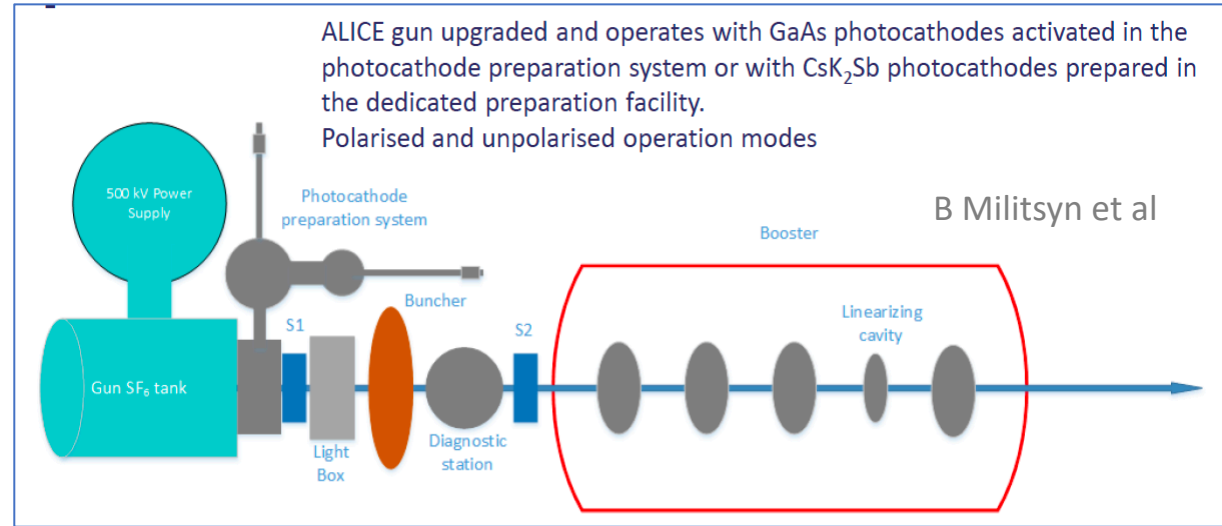 ALICE gun upgraded and operates with GaAs photocathodes activated in the
photocathode preparation system or with CsK₂Sb photocathodes prepared in
the dedicated preparation facility.
Polarised and unpolarised operation modes
500 kV Power
Supply
Photocathode
preparation system
B Militsyn et al
Booster
Buncher
S1
S2
Linearizing
cavity
Gun SF₆ tank
Light
Box
Diagnostic
station